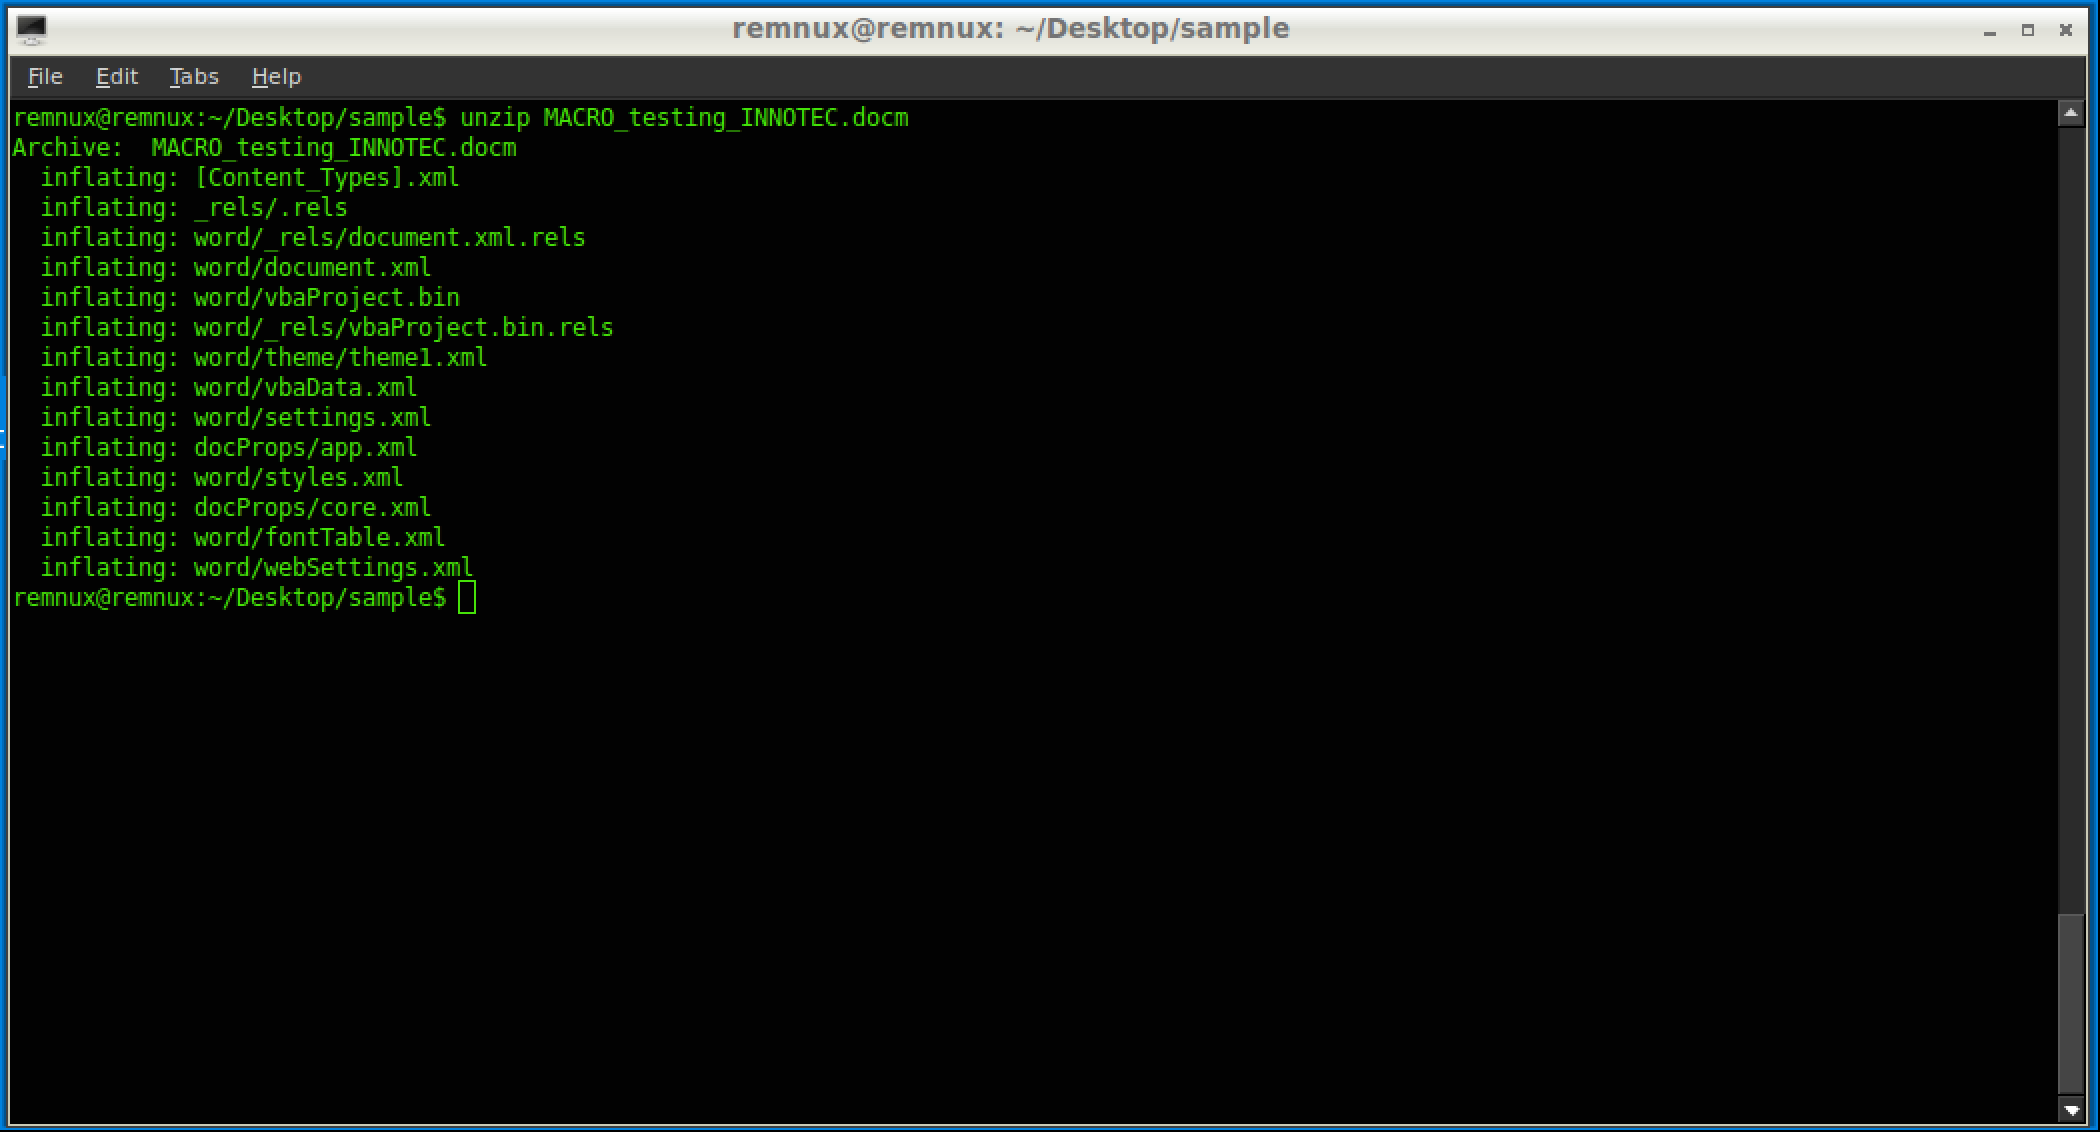 remnux@remnux: ~/Desktop/sample
File Edit Tabs Help
remnux@remnux:~/Desktop/sample$ unzip MACRO_testing_INNOTEC.docm
Archive:  MACRO_testing_INNOTEC.docm
  inflating: [Content_Types].xml
  inflating: _rels/.rels
  inflating: word/_rels/document.xml.rels
  inflating: word/document.xml
  inflating: word/vbaProject.bin
  inflating: word/_rels/vbaProject.bin.rels
  inflating: word/theme/theme1.xml
  inflating: word/vbaData.xml
  inflating: word/settings.xml
  inflating: docProps/app.xml
  inflating: word/styles.xml
  inflating: docProps/core.xml
  inflating: word/fontTable.xml
  inflating: word/webSettings.xml
remnux@remnux:~/Desktop/sample$